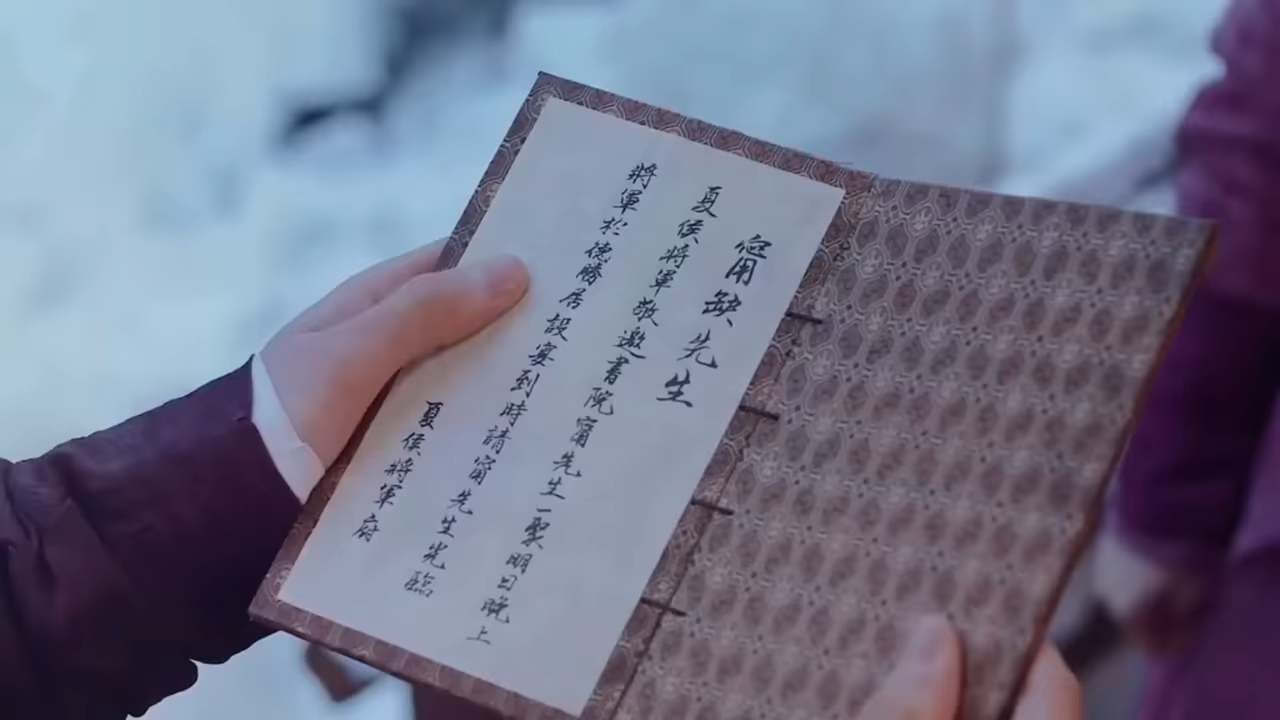 甯缺先生
夏侯將軍敬邀書院甯先生一聚明日晚上
將軍於德勝居設宴到時請甯先生光臨
夏侯將軍府